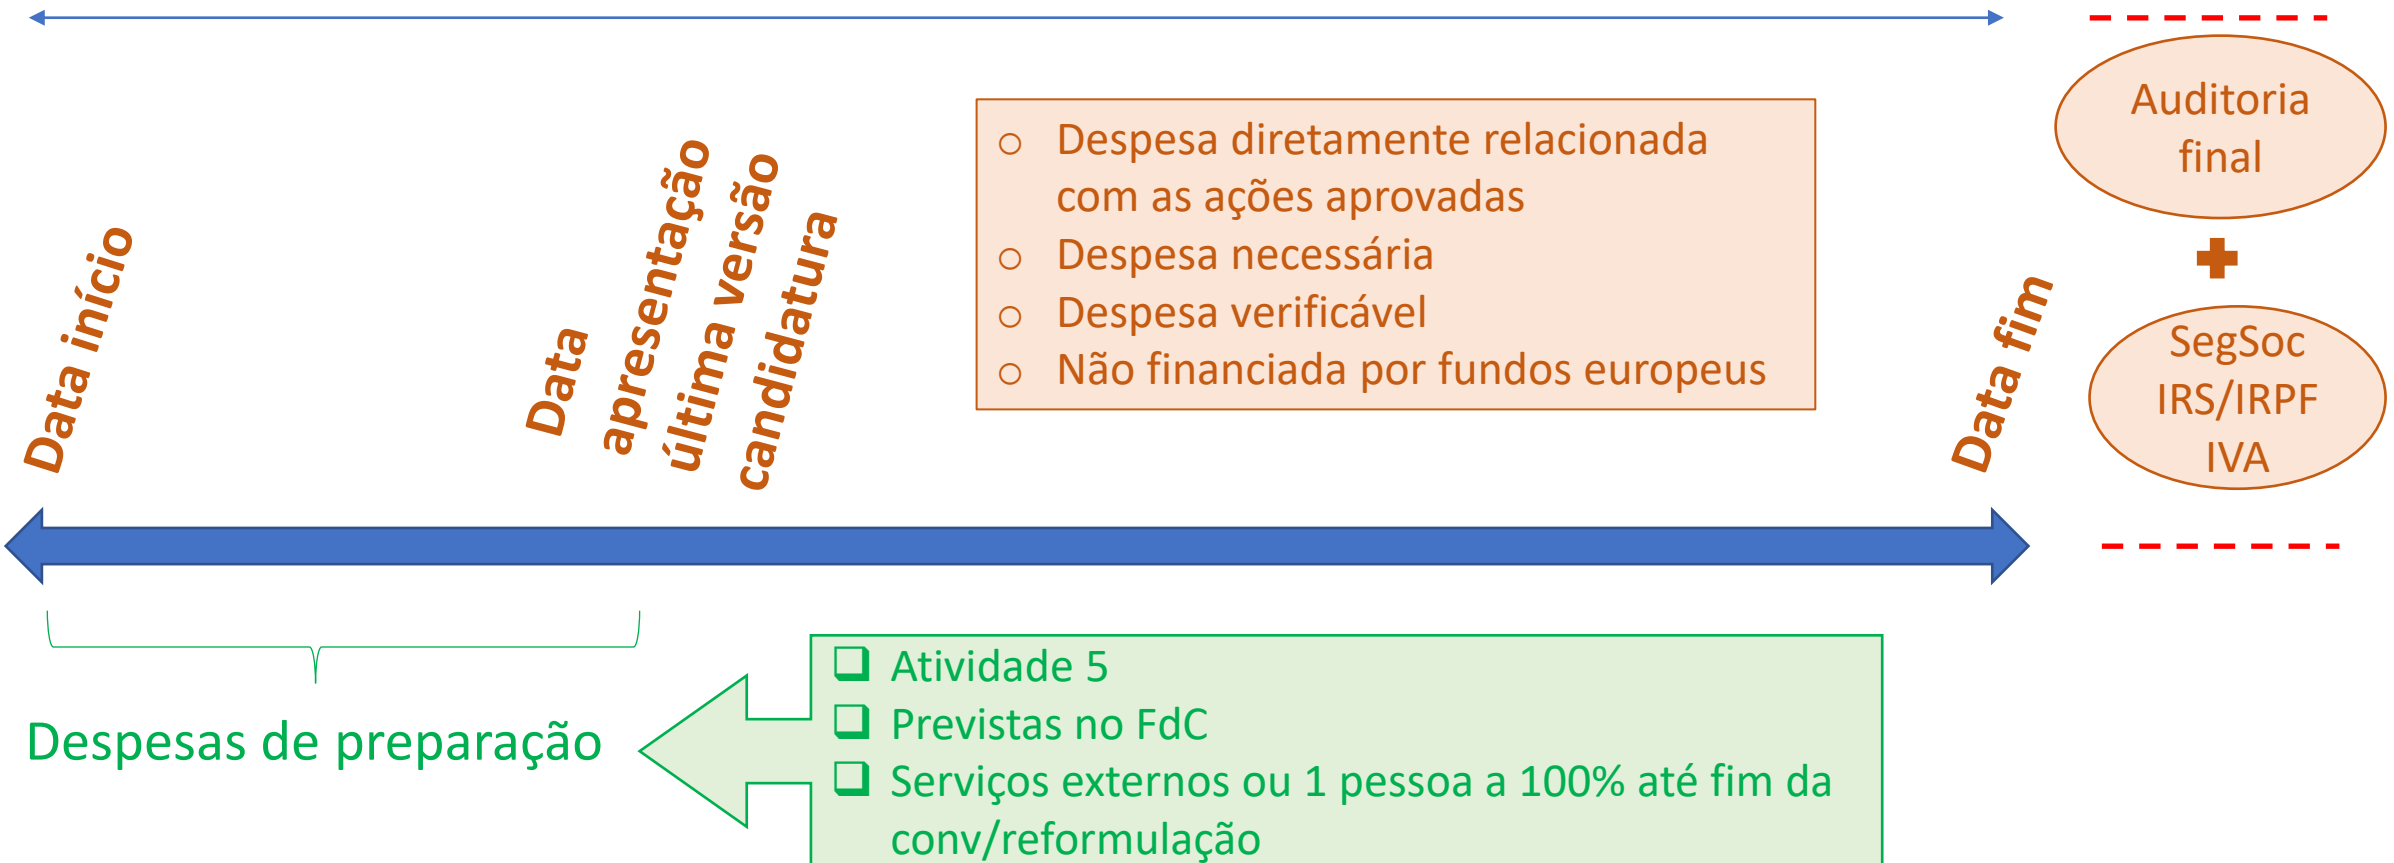 Data início
Data
apresentação
última versão
candidatura
o Despesa diretamente relacionada
com as ações aprovadas
o Despesa necessária
o Despesa verificável
o Não financiada por fundos europeus
Data fim
Auditoria
final
SegSoc
IRS/IRPF
IVA
Despesas de preparação
❑ Atividade 5
❑ Previstas no FdC
❑ Serviços externos ou 1 pessoa a 100% até fim da
conv/reformulação